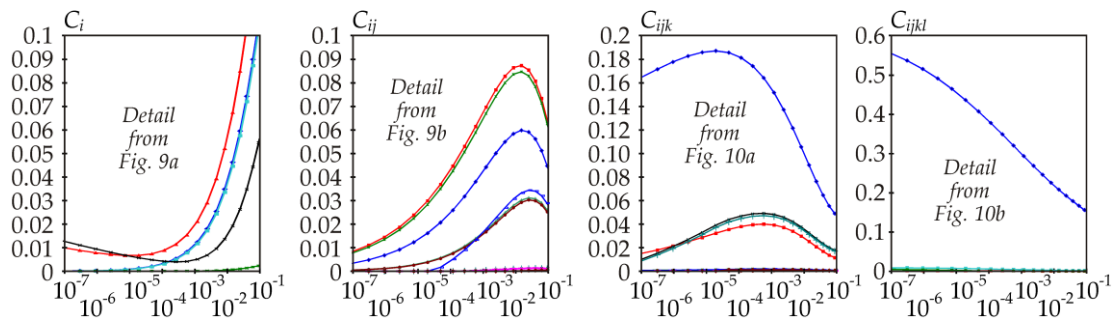 C_i C_ij C_ijk C_ijkl
0.1 0.1 0.2 0.6
0.09 0.09 0.18
0.08 0.08 0.16 0.5
0.07 0.07 0.14
0.06 0.06 0.12 0.4
0.05 0.05 0.1 0.3
0.04 0.04 0.08
0.03 0.03 0.06 0.2
0.02 0.02 0.04
0.01 0.01 0.02 0.1
0 0 0 0
Detail
from
Fig. 9a
Detail
from
Fig. 9b
Detail
from
Fig. 10a
Detail
from
Fig. 10b
10^-7 10^-5 10^-3 10^-1 10^-7 10^-5 10^-3 10^-1 10^-7 10^-5 10^-3 10^-1 10^-7 10^-5 10^-3 10^-1
10^-6 10^-4 10^-2 10^-6 10^-4 10^-2 10^-6 10^-4 10^-2 10^-6 10^-4 10^-2